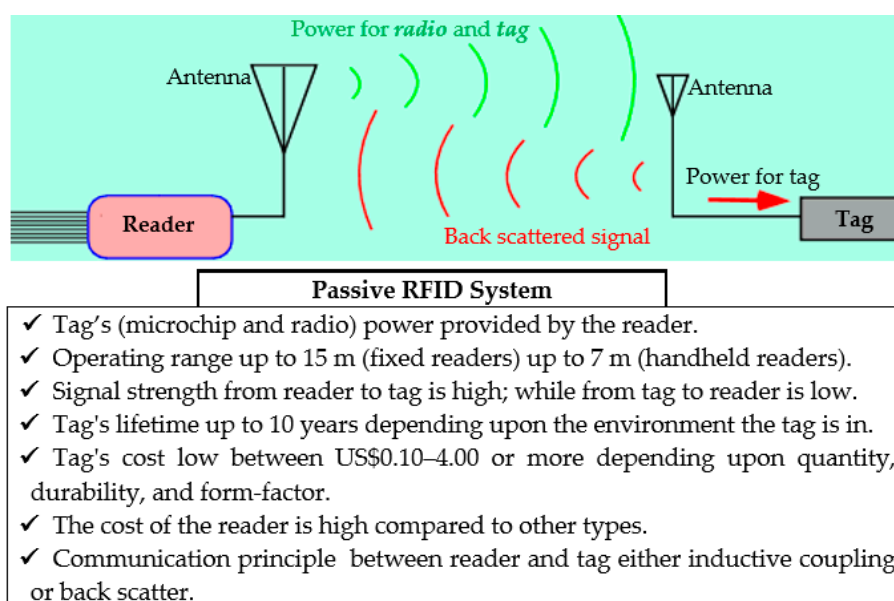 Power for radio and tag
Antenna
Antenna
Power for tag
Reader
Tag
Back scattered signal
Passive RFID System
✓ Tag’s (microchip and radio) power provided by the reader.
✓ Operating range up to 15 m (fixed readers) up to 7 m (handheld readers).
✓ Signal strength from reader to tag is high; while from tag to reader is low.
✓ Tag's lifetime up to 10 years depending upon the environment the tag is in.
✓ Tag's cost low between US$0.10–4.00 or more depending upon quantity,
durability, and form-factor.
✓ The cost of the reader is high compared to other types.
✓ Communication principle between reader and tag either inductive coupling
or back scatter.